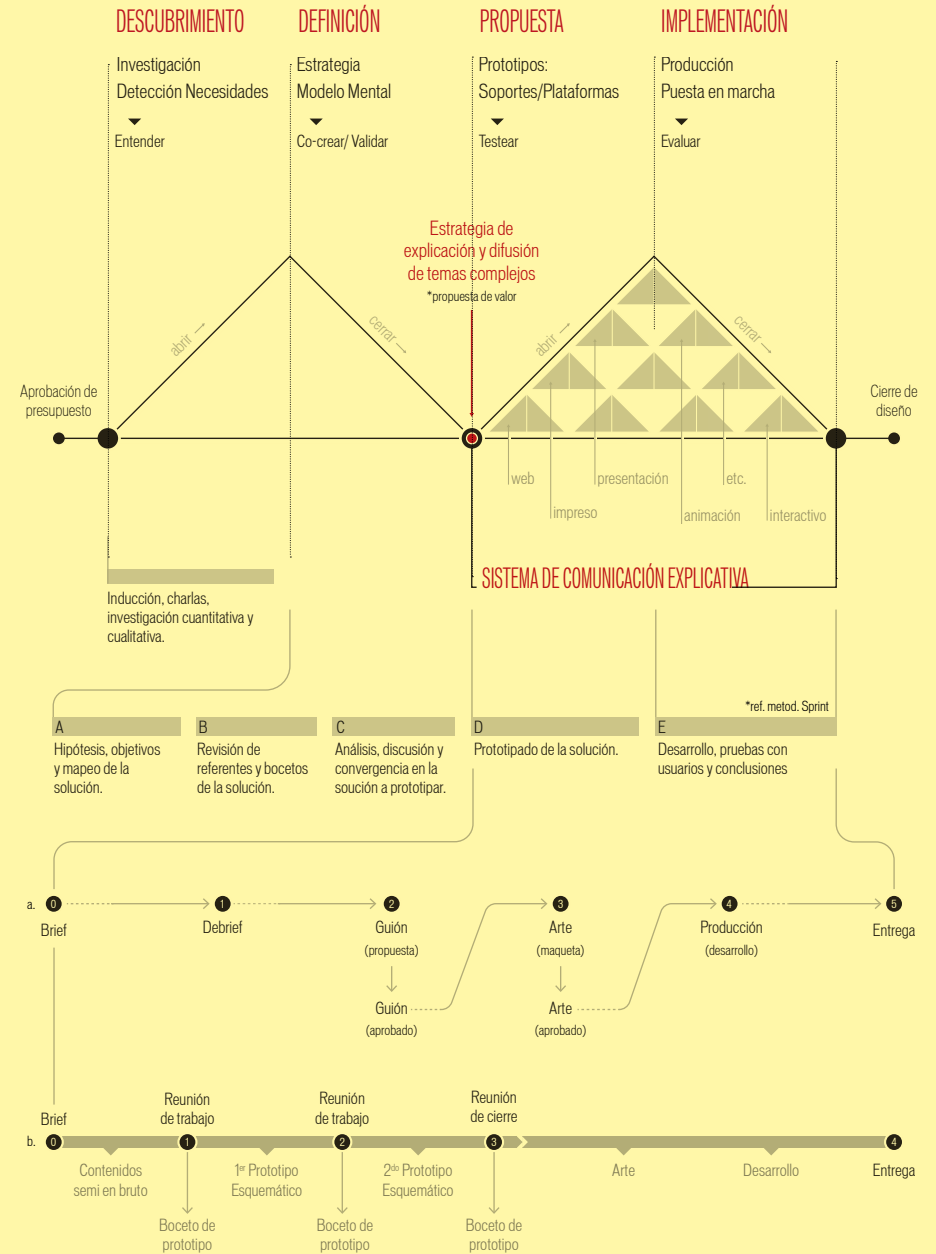 DESCUBRIMIENTO
DEFINICIÓN
PROPUESTA
IMPLEMENTACIÓN
Investigación
Detección Necesidades
Entender
Estrategia
Modelo Mental
Co-crear/ Validar
Prototipos:
Soportes/Plataformas
Testear
Producción
Puesta en marcha
Evaluar
Estrategia de
explicación y difusión
de temas complejos
*propuesta de valor
abrir
cerrar
abrir
cerrar
Aprobación de
presupuesto
Cierre de
diseño
web
impreso
presentación
animación
etc.
interactivo
SISTEMA DE COMUNICACIÓN EXPLICATIVA
Inducción, charlas,
investigación cuantitativa y
cualitativa.
*ref. metod. Sprint
A
Hipótesis, objetivos
y mapeo de la
solución.
B
Revisión de
referentes y bocetos
de la solución.
C
Análisis, discusión y
convergencia en la
soución a prototipar.
D
Prototipado de la solución.
E
Desarrollo, pruebas con
usuarios y conclusiones
a.
0
Brief
1
Debrief
2
Guión
(propuesta)
Guión
(aprobado)
3
Arte
(maqueta)
Arte
(aprobado)
4
Producción
(desarrollo)
5
Entrega
b.
Brief
0
Contenidos
semi en bruto
Reunión
de trabajo
1
Boceto de
prototipo
1er Prototipo
Esquemático
Reunión
de trabajo
2
Boceto de
prototipo
2do Prototipo
Esquemático
Reunión
de cierre
3
Boceto de
prototipo
Arte
Desarrollo
4
Entrega